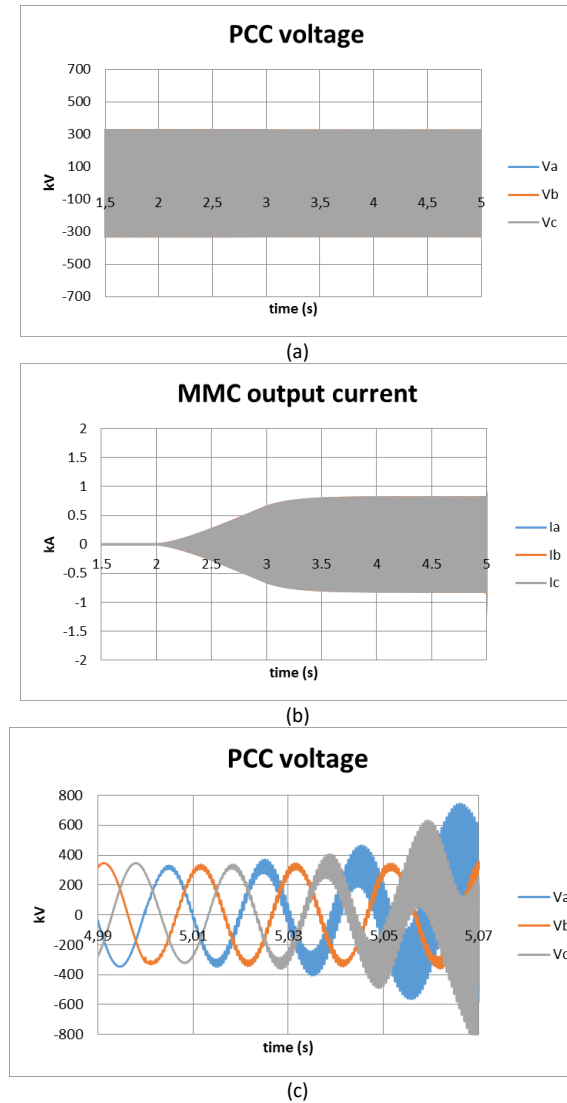 PCC voltage
700
500
300
100
-100
-300
-500
-700
kV
1,5 2 2,5 3 3,5 4 4,5 5
time (s)
Va
Vb
Vc
(a)
MMC output current
2
1.5
1
0.5
0
-0.5
-1
-1.5
-2
kA
1.5 2 2.5 3 3.5 4 4.5 5
time (s)
Ia
Ib
Ic
(b)
PCC voltage
800
600
400
200
0
-200
-400
-600
-800
kV
4,99 5,01 5,03 5,05 5,07
time (s)
Va
Vb
Vc
(c)